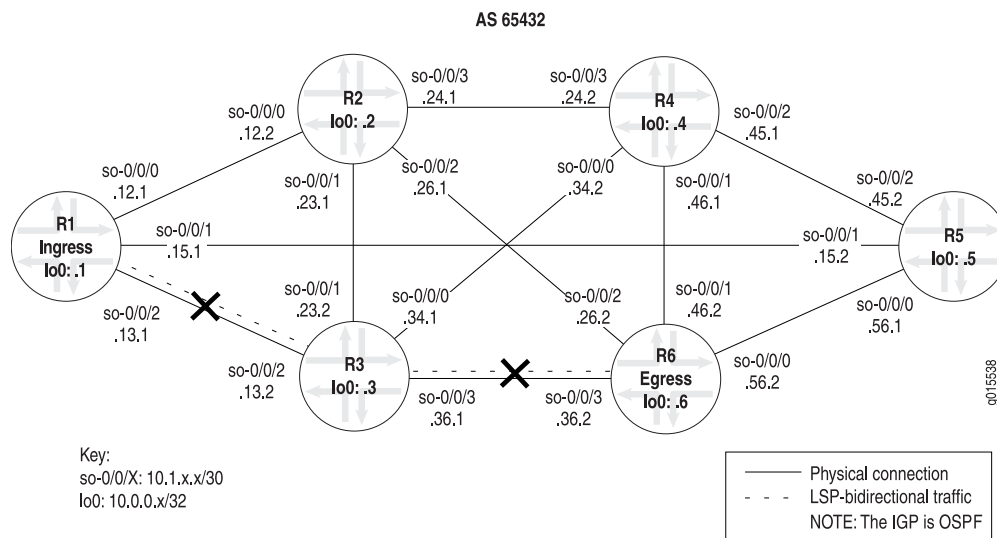 AS 65432
so-0/0/3
.24.1
so-0/0/3
.24.2
R2
lo0: .2
R4
lo0: .4
so-0/0/0
.12.2
so-0/0/2
.45.1
so-0/0/2
.26.1
so-0/0/0
.34.2
so-0/0/0
.12.1
so-0/0/1
.23.1
so-0/0/1
.46.1
so-0/0/2
.45.2
R1
Ingress
lo0: .1
so-0/0/1
.15.1
so-0/0/1
.15.2
R5
lo0: .5
so-0/0/1
.23.2
so-0/0/0
.34.1
so-0/0/2
.26.2
so-0/0/1
.46.2
so-0/0/0
.56.1
so-0/0/2
.13.1
so-0/0/2
.13.2
R3
lo0: .3
R6
Egress
lo0: .6
so-0/0/0
.56.2
so-0/0/3
.36.1
so-0/0/3
.36.2
g015538
Key:
so-0/0/X: 10.1.x.x/30
lo0: 10.0.0.x/32
Physical connection
LSP-bidirectional traffic
NOTE: The IGP is OSPF